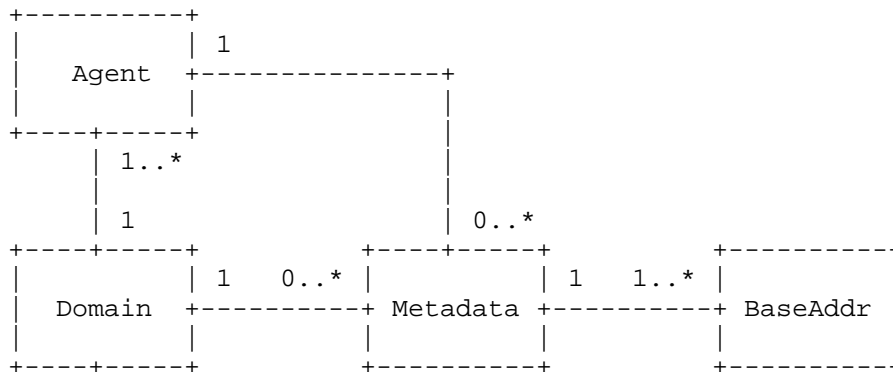 1
Agent
1..*
1 0..*
1 0..* 1 1..*
Domain Metadata BaseAddr